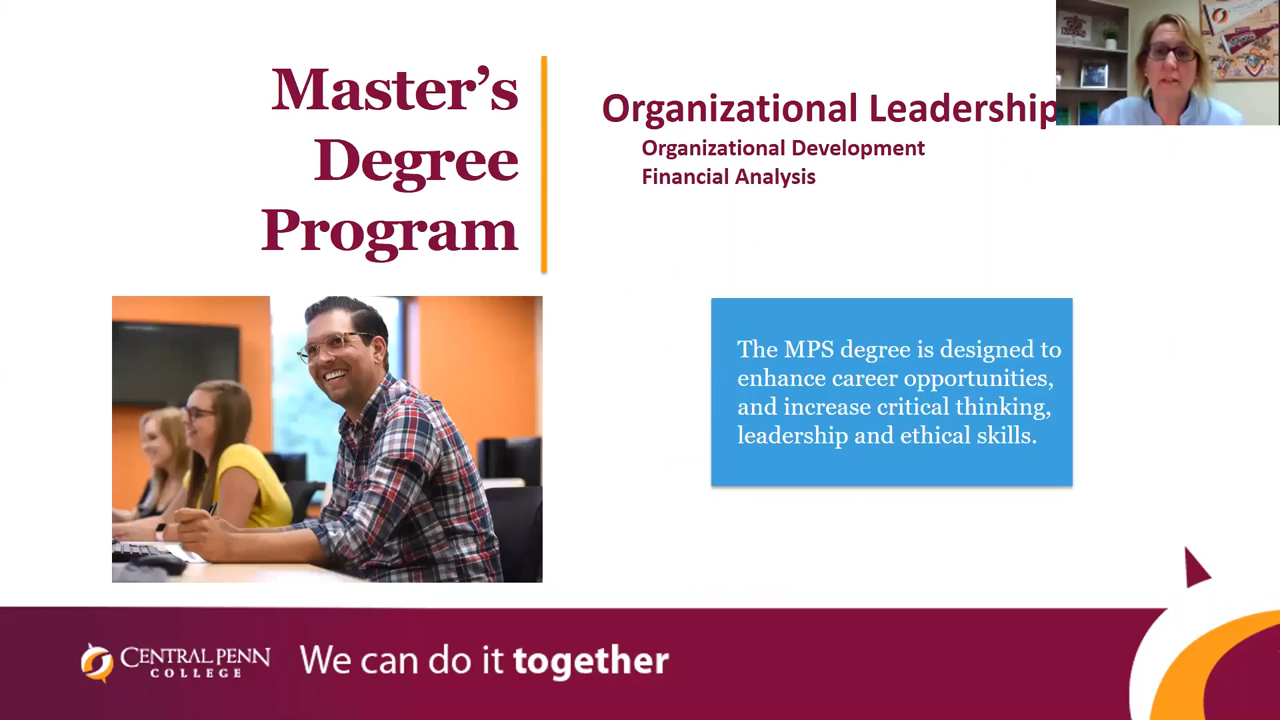 Master's
Degree
Program
Organizational Leadership
Organizational Development
Financial Analysis
The MPS degree is designed to
enhance career opportunities,
and increase critical thinking,
leadership and ethical skills.
CENTRAL PENN
COLLEGE
We can do it together